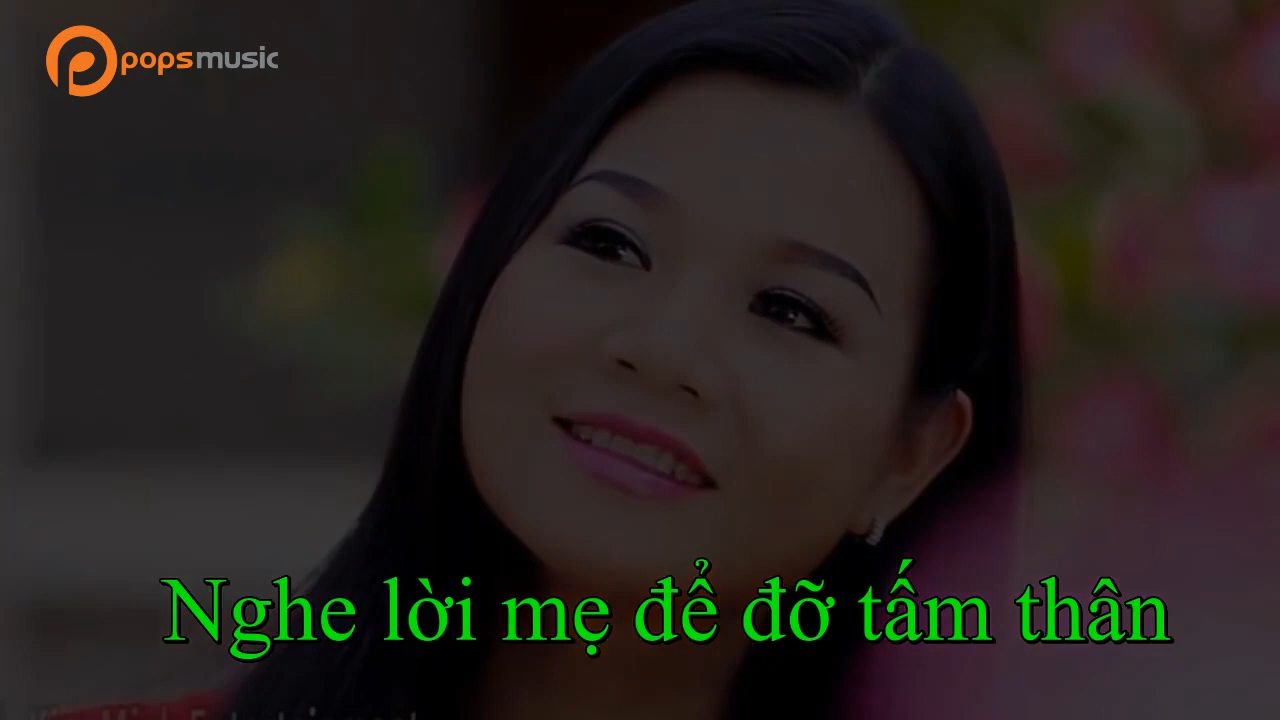 popsmusic
Nghe lời mẹ để đỡ tấm thân